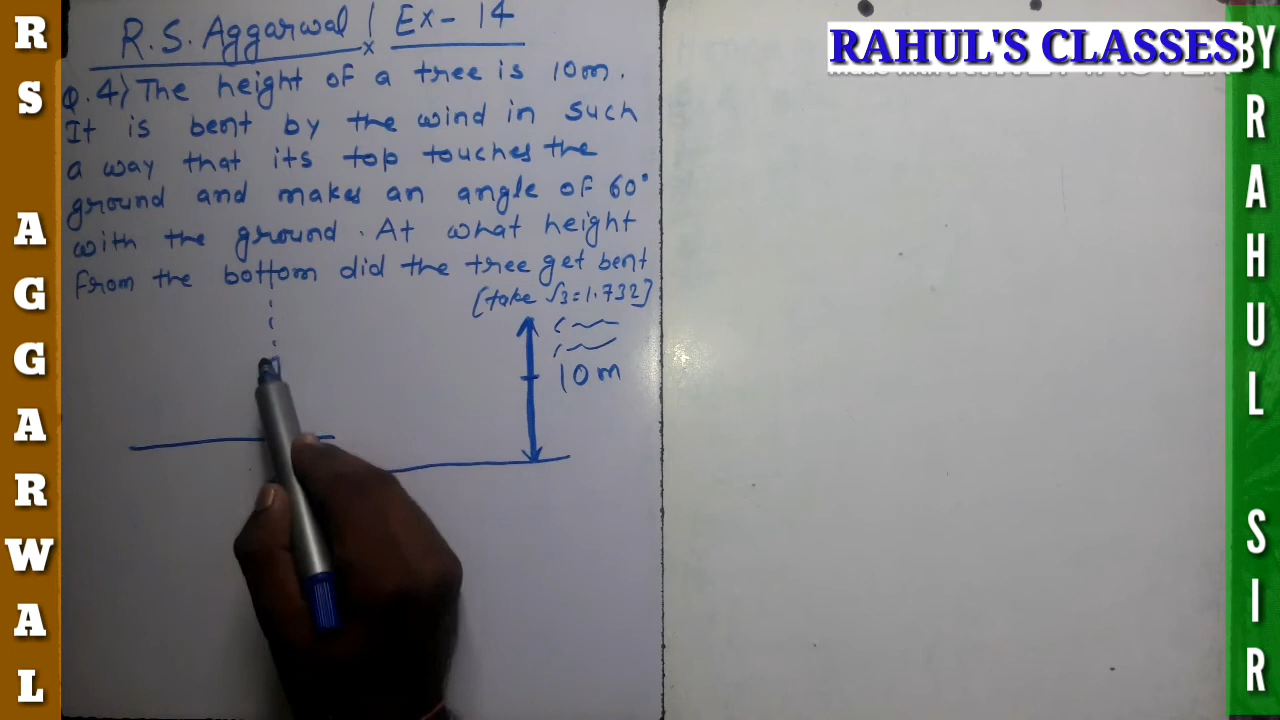 RS AGGARWAL
R.S. Aggarwal | Ex - 14
Q.4) The height of a tree is 10m.
It is bent by the wind in such
a way that its top touches the
ground and makes an angle of 60°
with the ground. At what height
from the bottom did the tree get bent
[take √3=1.732]
10m
RAHUL'S CLASSES
BY RAHUL SIR